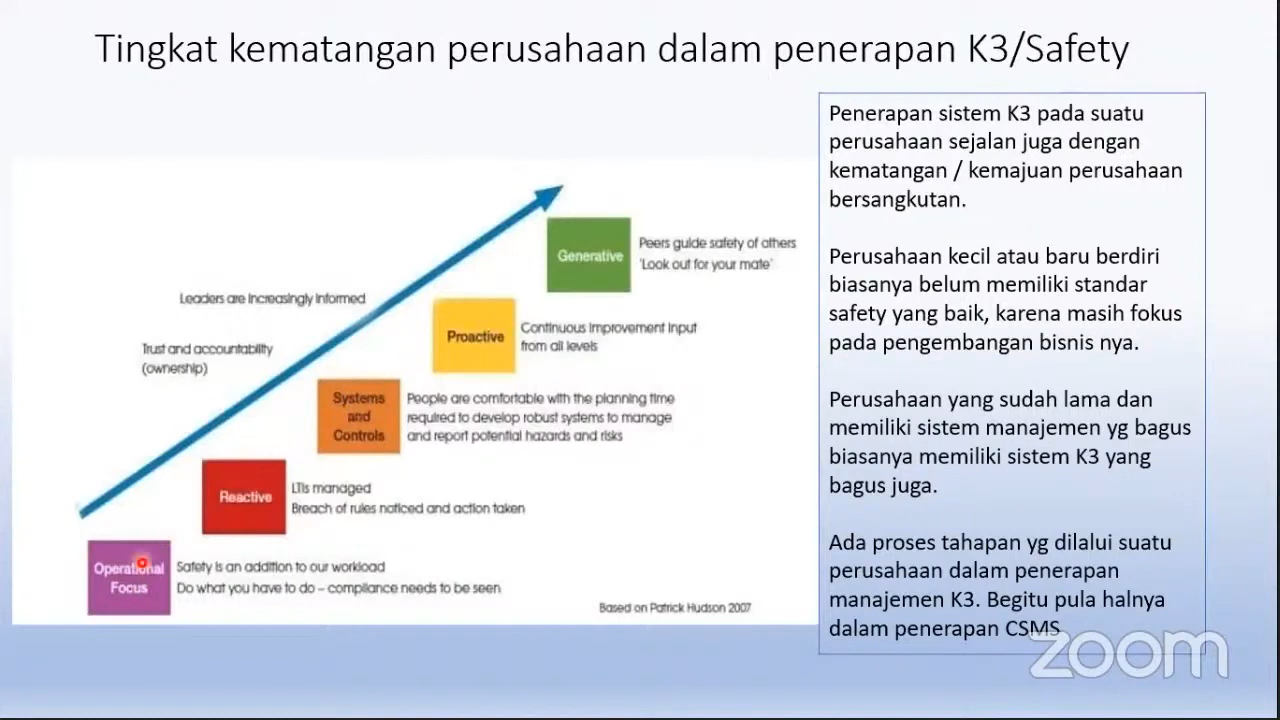 Tingkat kematangan perusahaan dalam penerapan K3/Safety
Penerapan sistem K3 pada suatu
perusahaan sejalan juga dengan
kematangan / kemajuan perusahaan
bersangkutan.
Perusahaan kecil atau baru berdiri
biasanya belum memiliki standar
safety yang baik, karena masih fokus
pada pengembangan bisnis nya.
Perusahaan yang sudah lama dan
memiliki sistem manajemen yg bagus
biasanya memiliki sistem K3 yang
bagus juga.
Ada proses tahapan yg dilalui suatu
perusahaan dalam penerapan
manajemen K3. Begitu pula halnya
dalam penerapan CSMS
Generative
Peers guide safety of others
'Look out for your mate'
Leaders are increasingly informed
Trust and accountability
(ownership)
Proactive
Continuous improvement input
from all levels
Systems
and
Controls
People are comfortable with the planning time
required to develop robust systems to manage
and report potential hazards and risks
Reactive
LTIs managed
Breach of rules noticed and action taken
Operational
Focus
Safety is an addition to our workload
Do what you have to do – compliance needs to be seen
Based on Patrick Hudson 2007
zoom